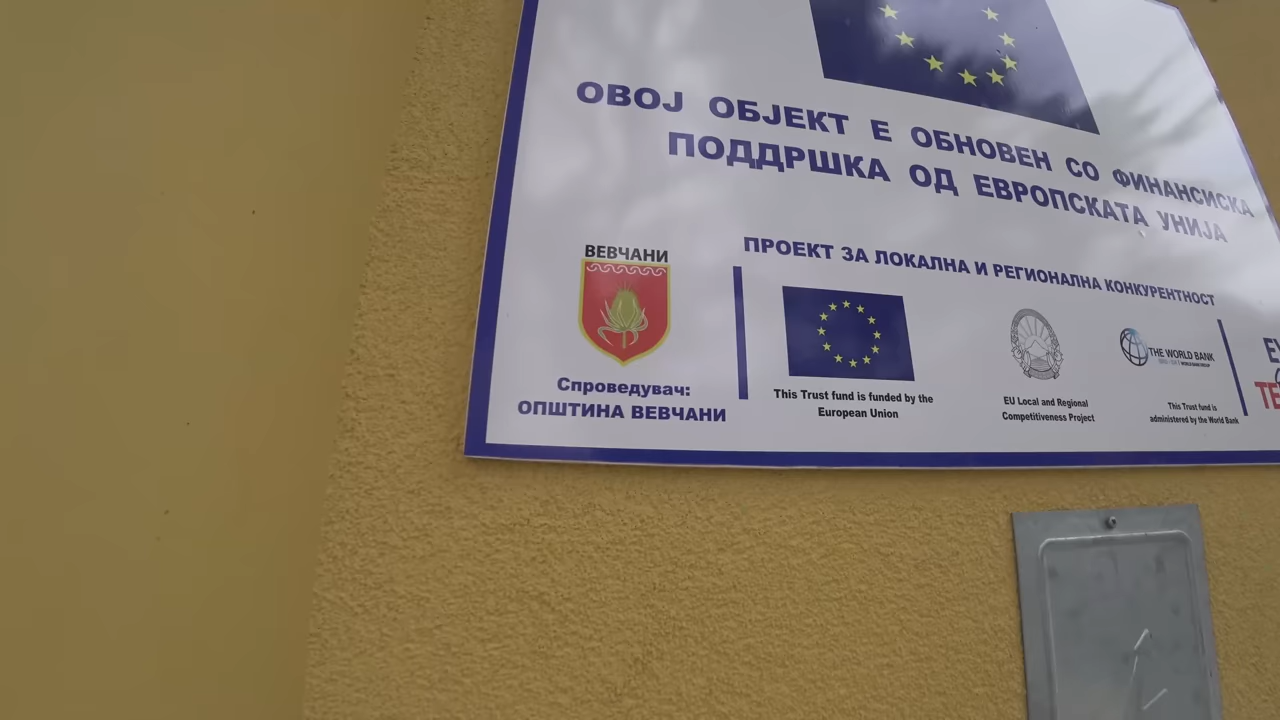 ОВОЈ ОБЈЕКТ Е ОБНОВЕН СО ФИНАНСИСКА
ПОДДРШКА ОД ЕВРОПСКАТА УНИЈА
ПРОЕКТ ЗА ЛОКАЛНА И РЕГИОНАЛНА КОНКУРЕНТНОСТ
ВЕВЧАНИ
Спроведувач:
ОПШТИНА ВЕВЧАНИ
This Trust fund is funded by the
European Union
EU Local and Regional
Competitiveness Project
THE WORLD BANK
This Trust fund is
administered by the World Bank